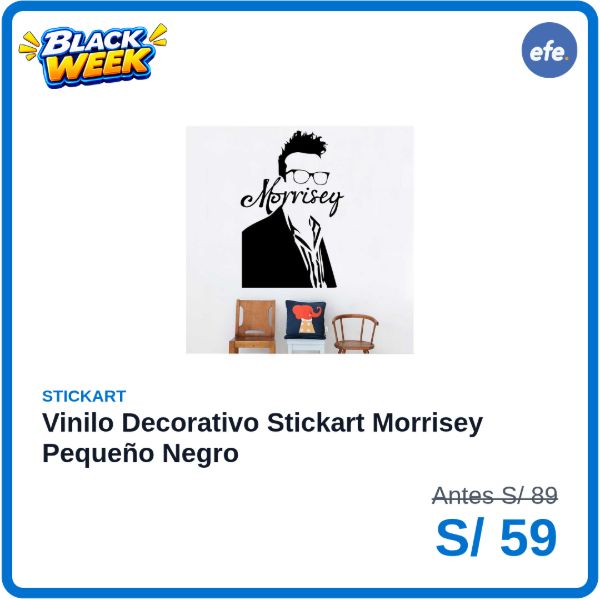 BLACK
WEEK
efe.
Morrisey
STICKART
Vinilo Decorativo Stickart Morrisey
Pequeño Negro
Antes S/ 89
S/ 59